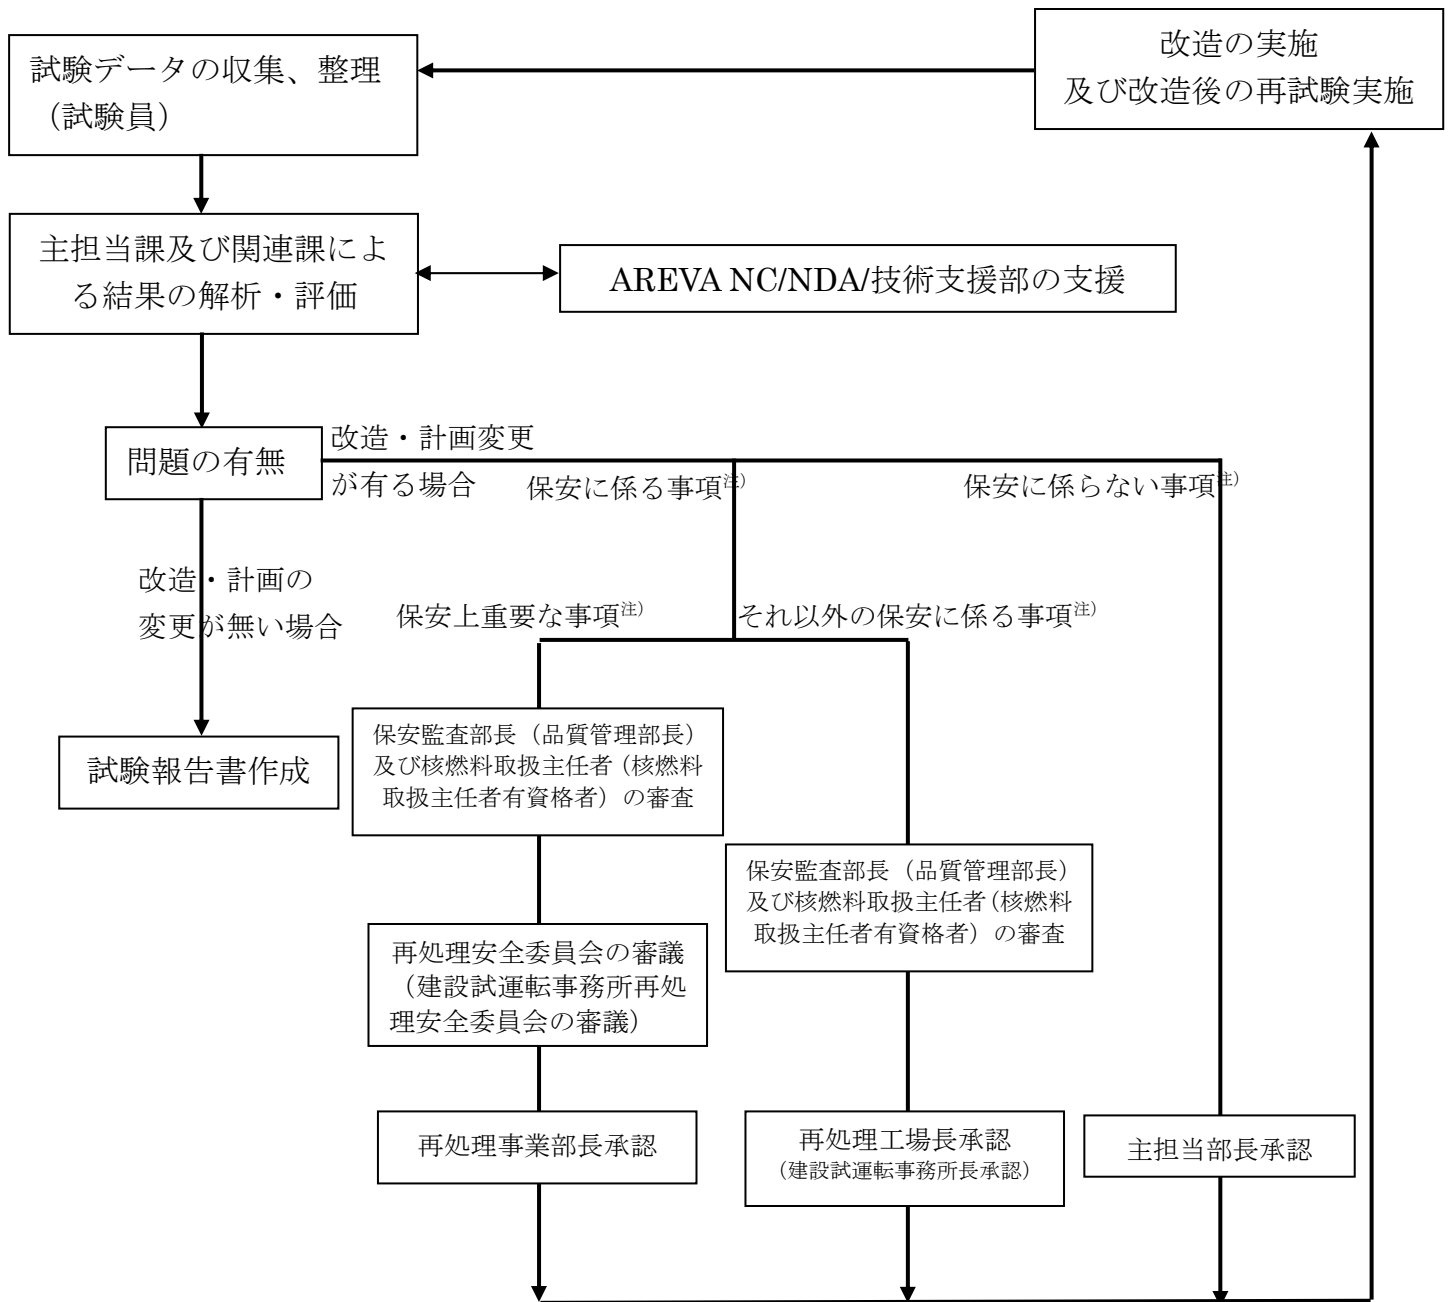 改造の実施
及び改造後の再試験実施
試験データの収集、整理
（試験員）
主担当課及び関連課によ
る結果の解析・評価
AREVA NC/NDA/技術支援部の支援
問題の有無
改造・計画変更
が有る場合
保安に係る事項注)
保安に係らない事項注)
改造・計画の
変更が無い場合
保安上重要な事項注)
それ以外の保安に係る事項注)
試験報告書作成
保安監査部長（品質管理部長）
及び核燃料取扱主任者（核燃料
取扱主任者有資格者）の審査
保安監査部長（品質管理部長）
及び核燃料取扱主任者（核燃料
取扱主任者有資格者）の審査
再処理安全委員会の審議
（建設試運転事務所再処
理安全委員会の審議）
再処理事業部長承認
再処理工場長承認
（建設試運転事務所長承認）
主担当部長承認